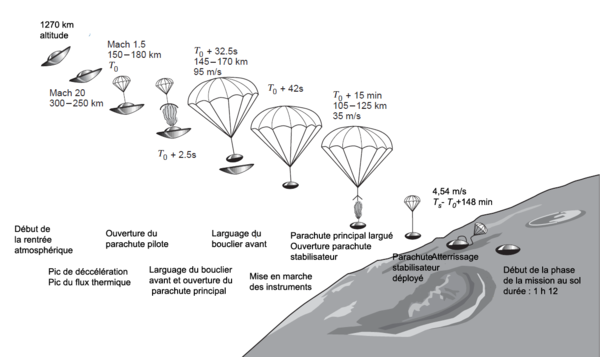 1270 km
altitude
Mach 20
300–250 km
Mach 1.5
150–180 km
T0
T0 + 2.5s
T0 + 32.5s
145–170 km
95 m/s
T0 + 42s
T0 + 15 min
105–125 km
35 m/s
4,54 m/s
Ts- T0+148 min
Début de
la rentrée
atmosphérique
Pic de déccélération
Pic du flux thermique
Ouverture du
parachute pilote
Largage du bouclier
avant et ouverture du
parachute principal
Larguage du
bouclier avant
Mise en marche
des instruments
Parachute principal largué
Ouverture parachute
stabilisateur
Parachute
stabilisateur
déployé
Atterrissage
Début de la phase
de la mission au sol
durée : 1 h 12